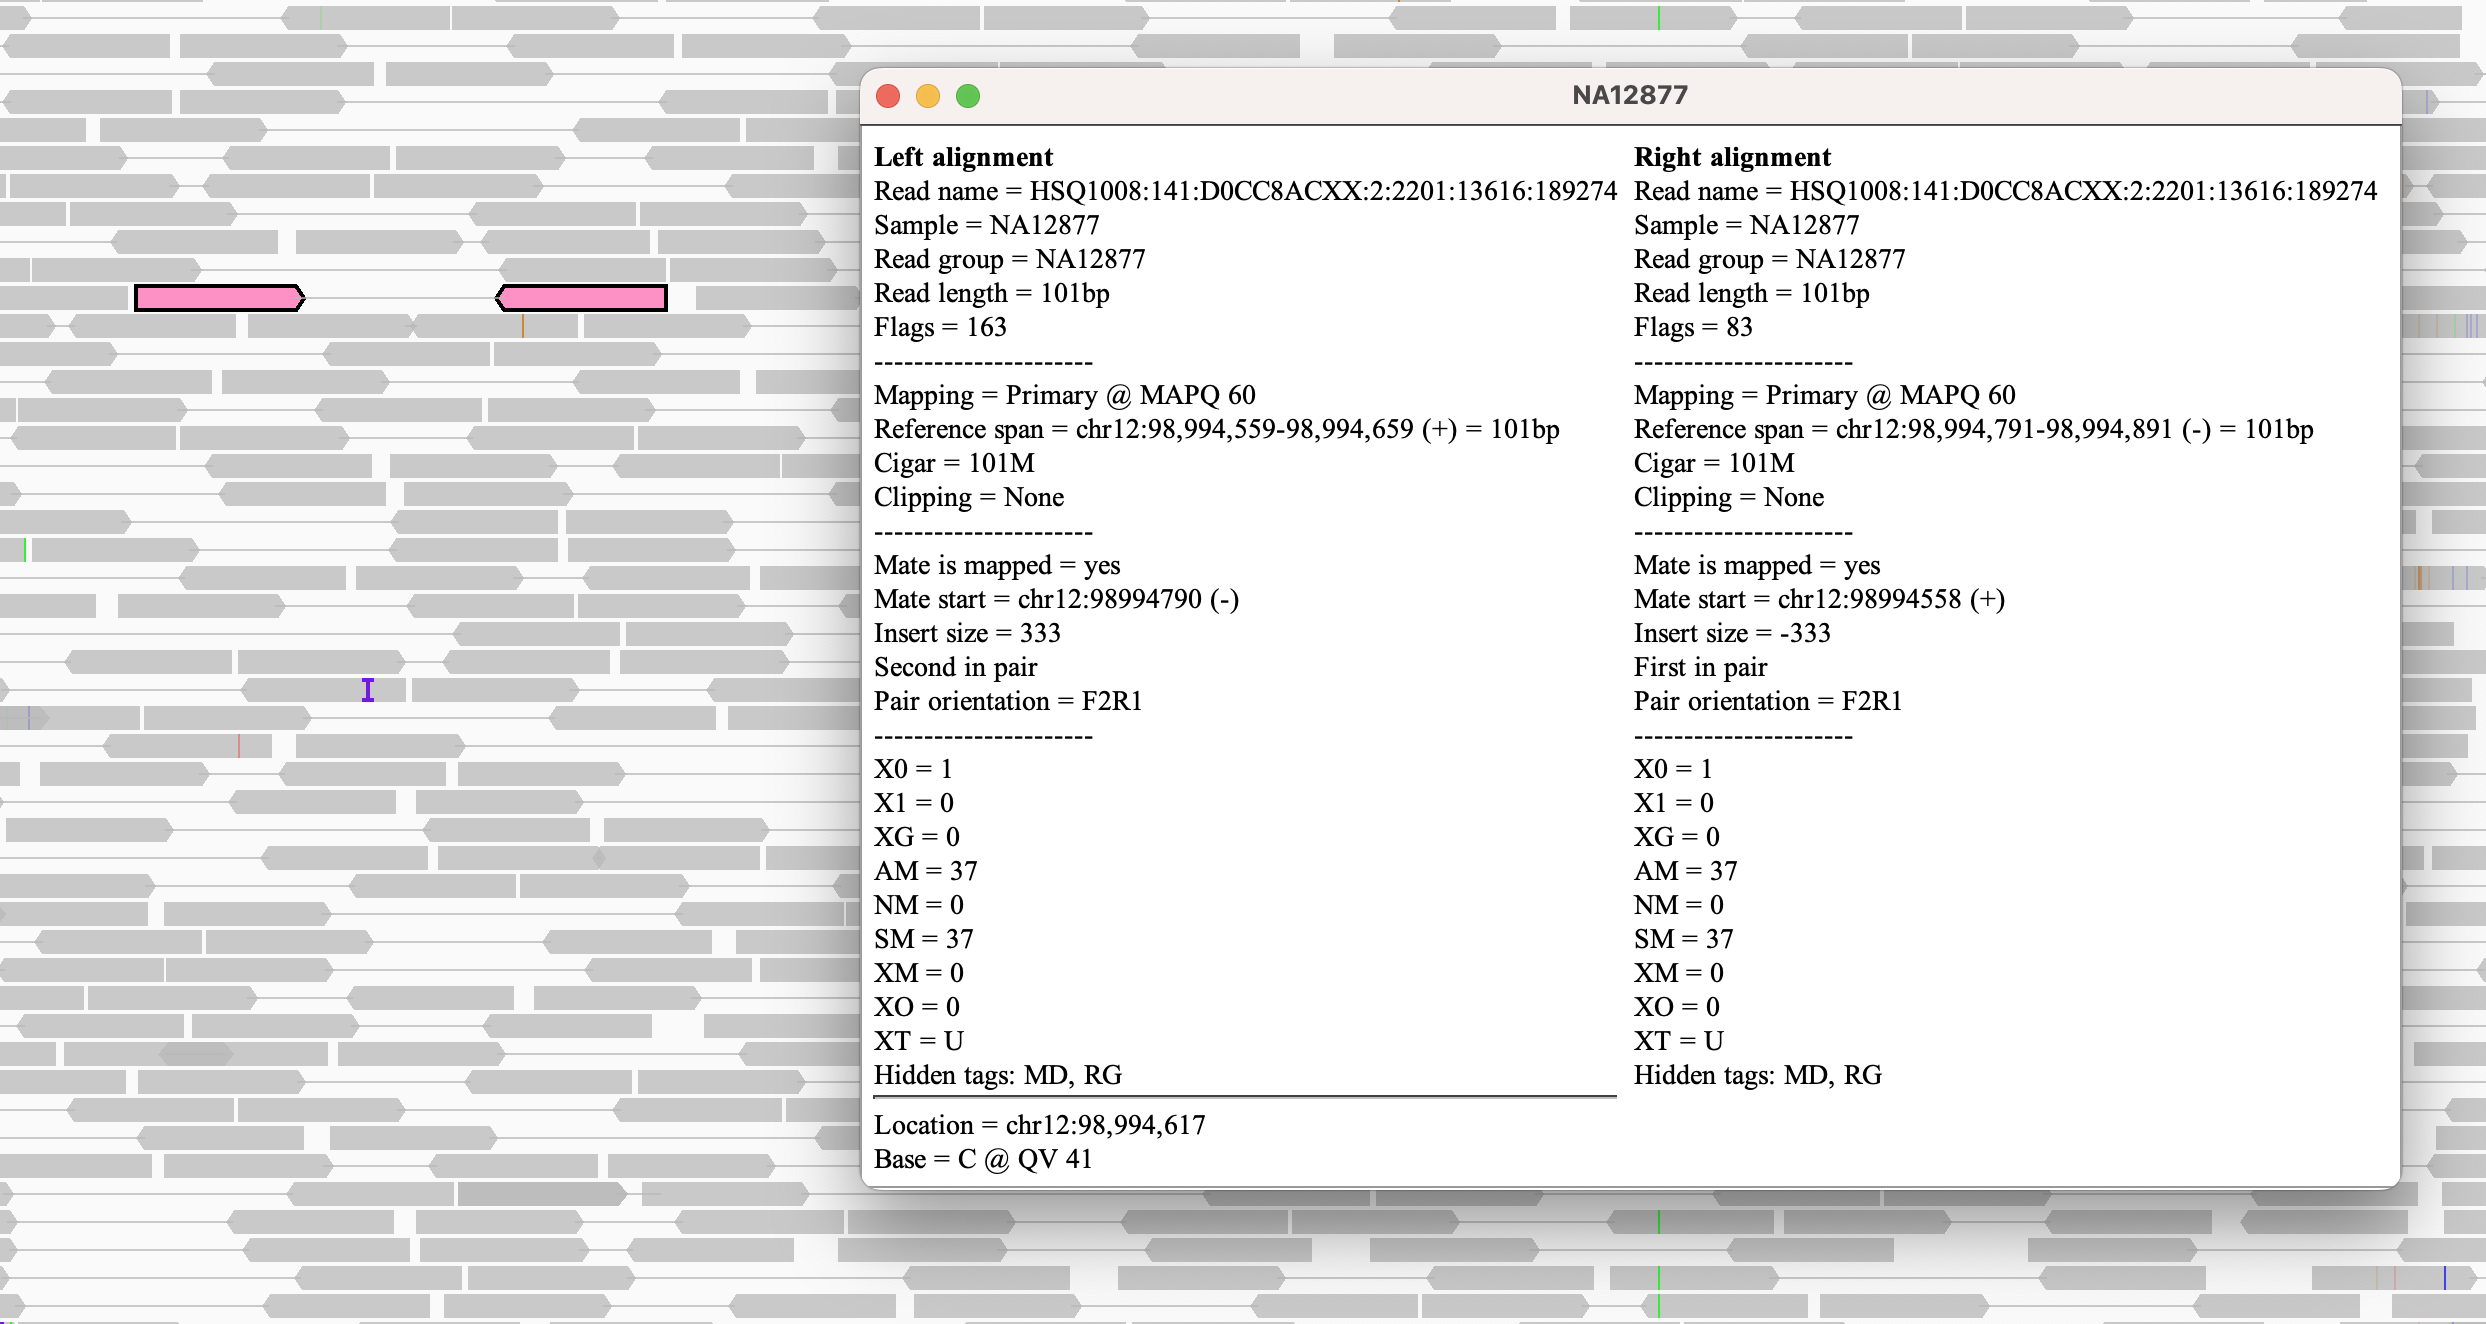 NA12877
Left alignment
Read name = HSQ1008:141:D0CC8ACXX:2:2201:13616:189274
Sample = NA12877
Read group = NA12877
Read length = 101bp
Flags = 163
----------------------
Mapping = Primary @ MAPQ 60
Reference span = chr12:98,994,559-98,994,659 (+) = 101bp
Cigar = 101M
Clipping = None
----------------------
Mate is mapped = yes
Mate start = chr12:98994790 (-)
Insert size = 333
Second in pair
Pair orientation = F2R1
----------------------
X0 = 1
X1 = 0
XG = 0
AM = 37
NM = 0
SM = 37
XM = 0
XO = 0
XT = U
Hidden tags: MD, RG
Location = chr12:98,994,617
Base = C @ QV 41
Right alignment
Read name = HSQ1008:141:D0CC8ACXX:2:2201:13616:189274
Sample = NA12877
Read group = NA12877
Read length = 101bp
Flags = 83
----------------------
Mapping = Primary @ MAPQ 60
Reference span = chr12:98,994,791-98,994,891 (-) = 101bp
Cigar = 101M
Clipping = None
----------------------
Mate is mapped = yes
Mate start = chr12:98994558 (+)
Insert size = -333
First in pair
Pair orientation = F2R1
----------------------
X0 = 1
X1 = 0
XG = 0
AM = 37
NM = 0
SM = 37
XM = 0
XO = 0
XT = U
Hidden tags: MD, RG